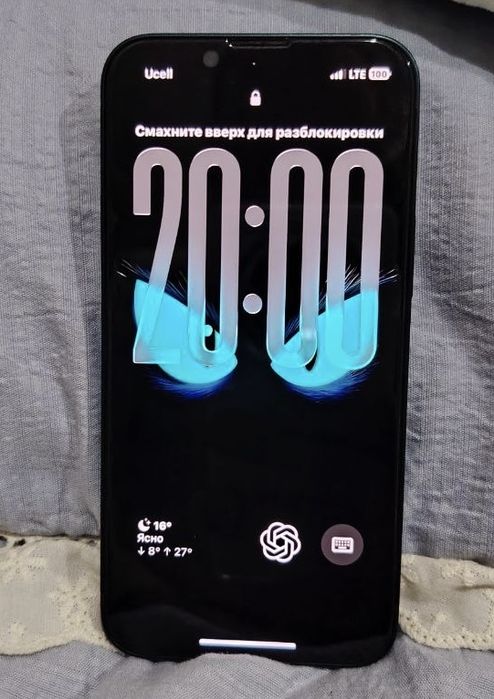 Ucell LTE 100
Смахните вверх для разблокировки
20:00
16°
Ясно
↓ 8° ↑ 27°